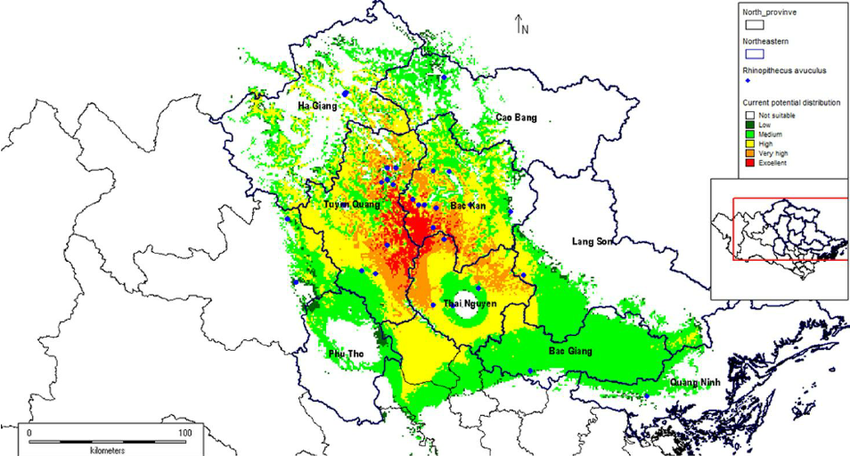 N
North_provinve
Northeastern
Rhinopithecus avuculus
Current potential distribution
Not suitable
Low
Medium
High
Very high
Excellent
Ha Giang
Cao Bang
Tuyen Quang
Bac Kan
Lang Son
Thai Nguyen
Phu Tho
Bac Giang
Quang Ninh
0
100
kilometers